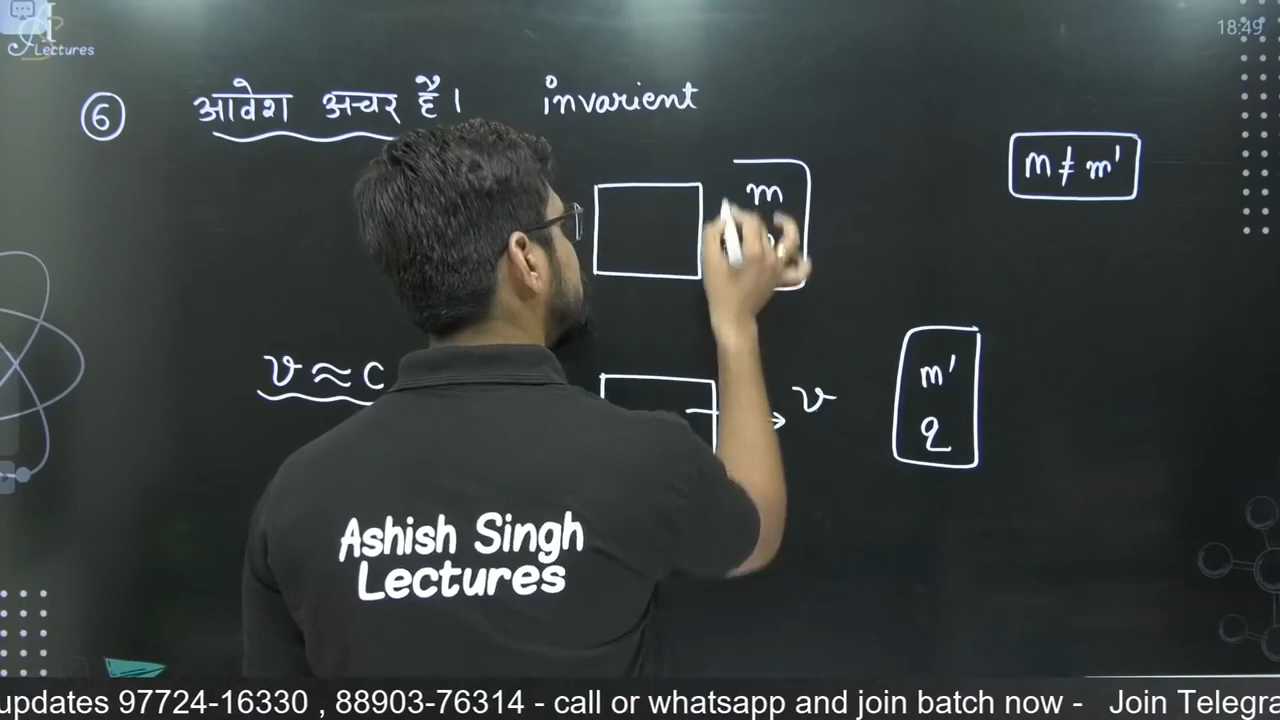 Lectures
18:49
6 आवेश अचर है। invarient
m ≠ m'
m
v ≈ c
v
m'
q
Ashish Singh
Lectures
updates 97724-16330 , 88903-76314 - call or whatsapp and join batch now - Join Telegra